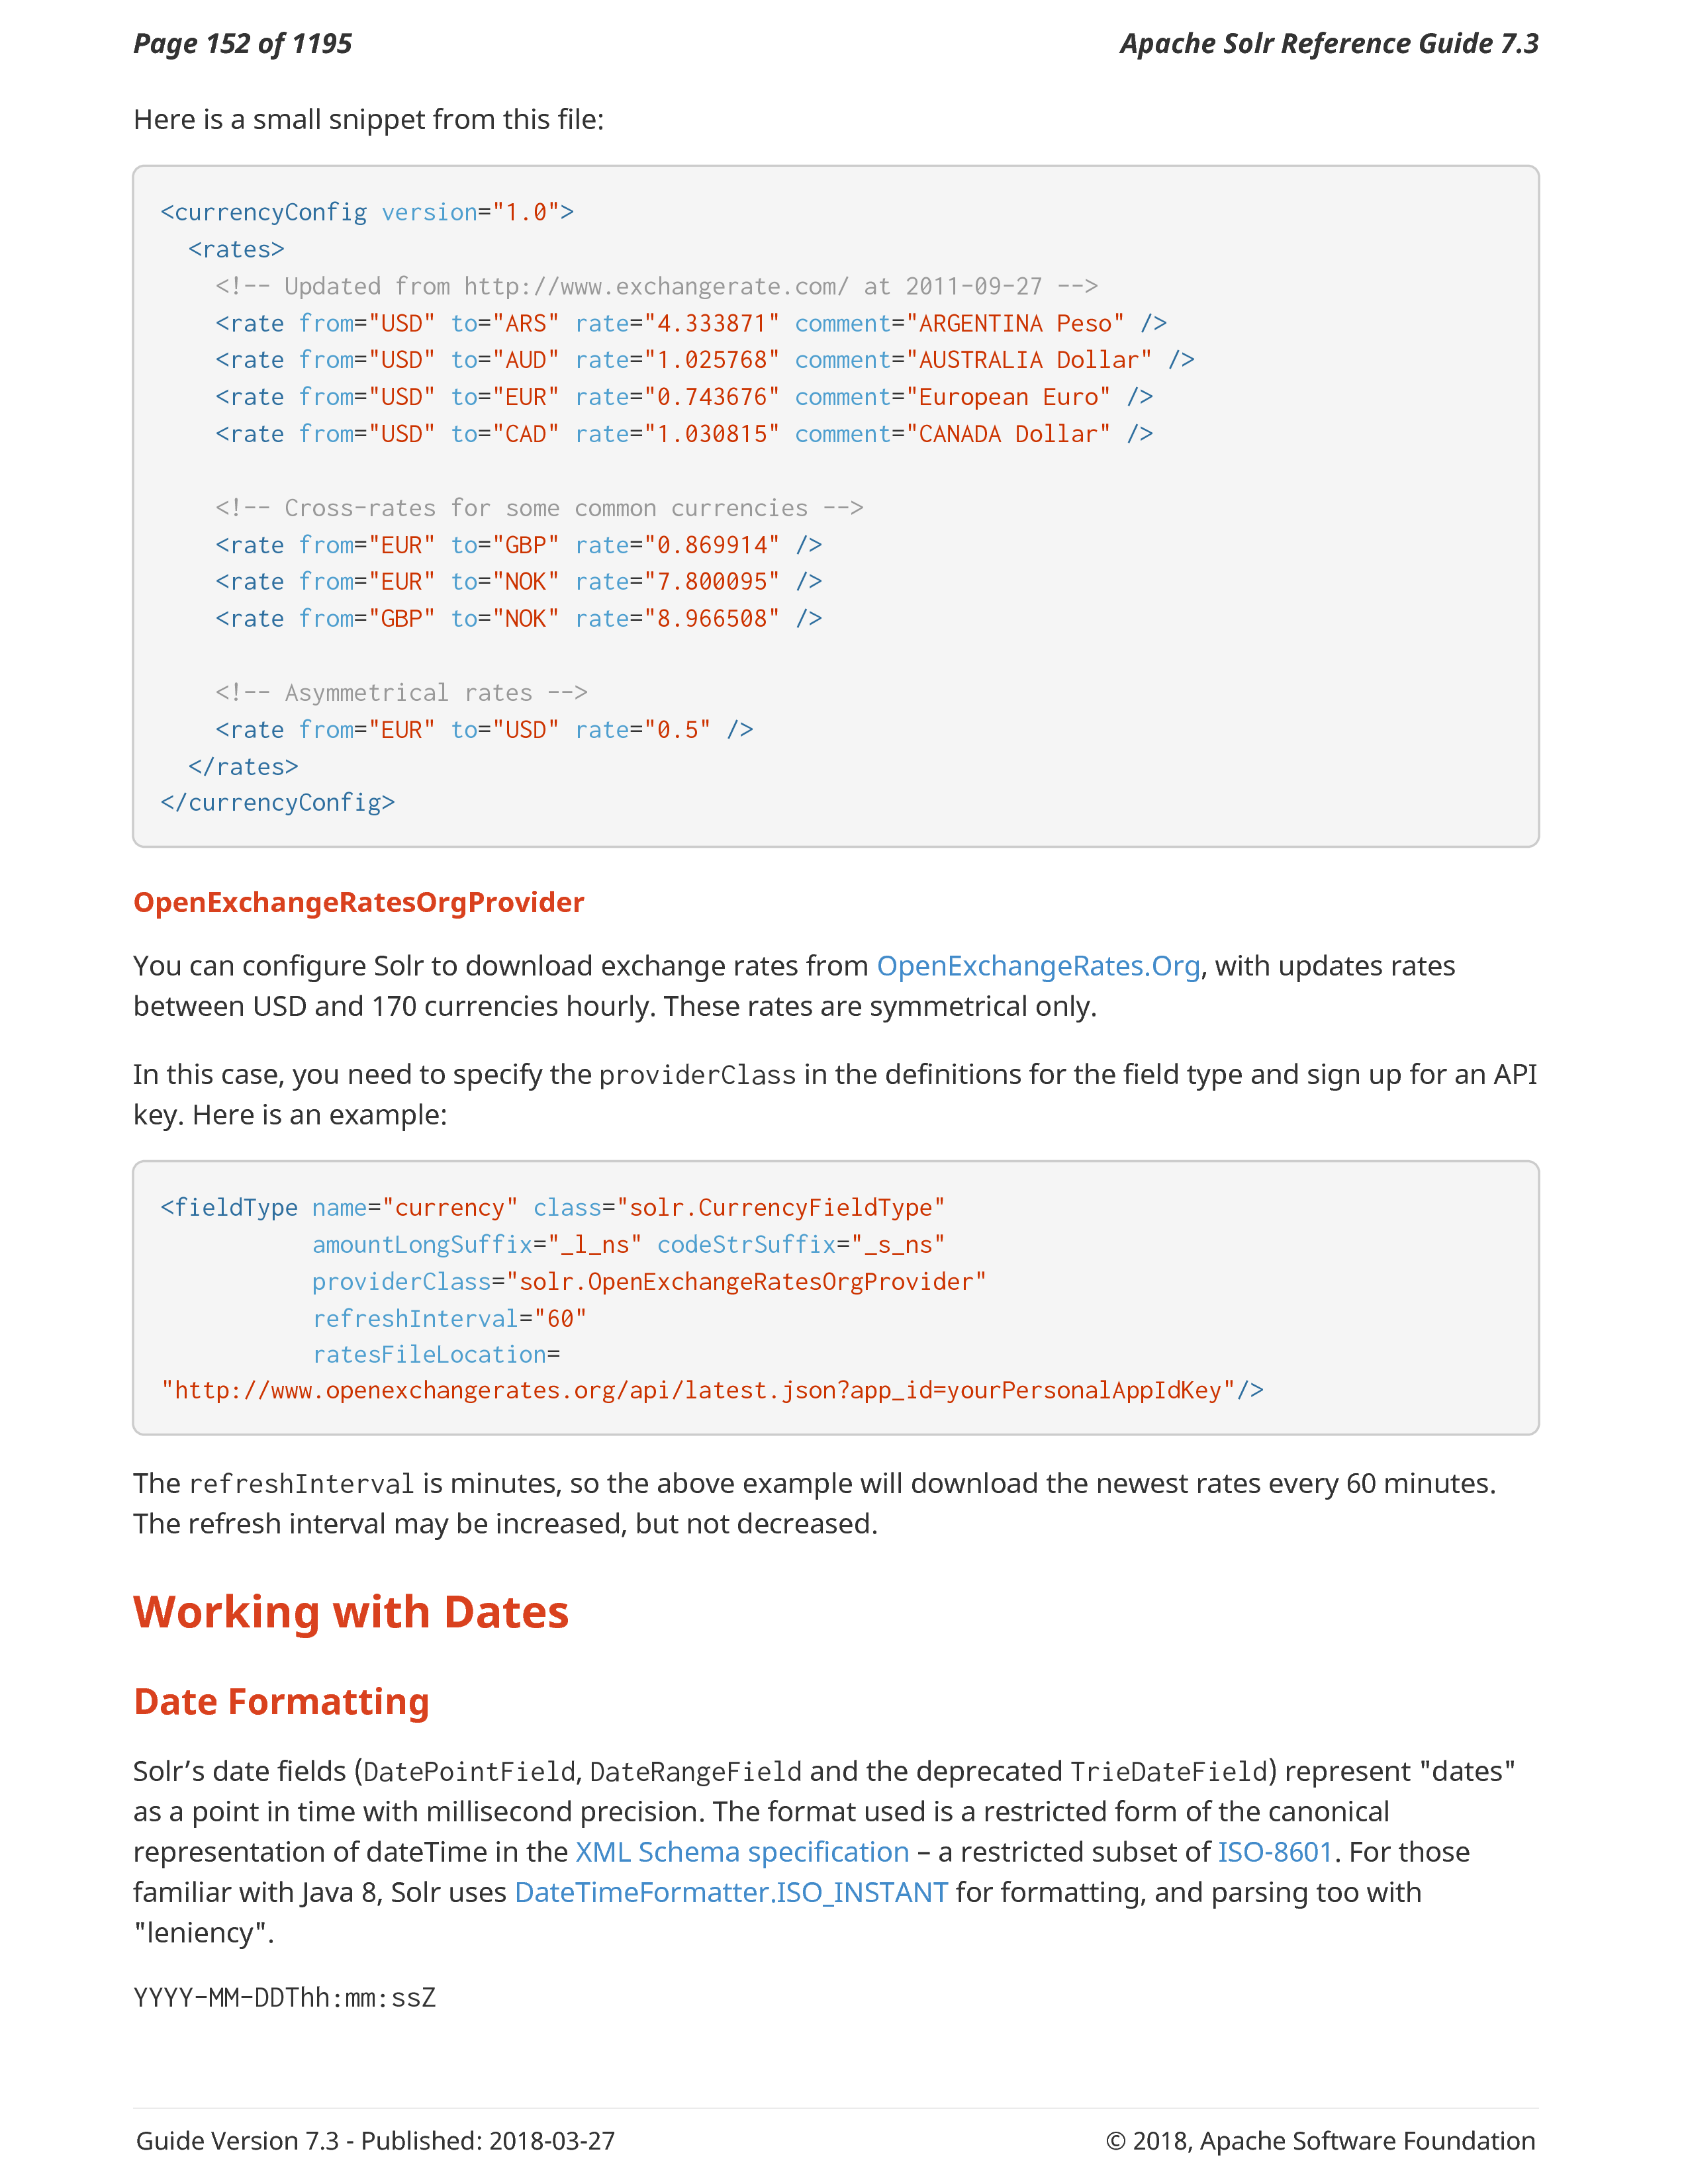 Page 152 of 1195
Apache Solr Reference Guide 7.3
Here is a small snippet from this file:
<currencyConfig version="1.0">
  <rates>
    <!-- Updated from http://www.exchangerate.com/ at 2011-09-27 -->
    <rate from="USD" to="ARS" rate="4.333871" comment="ARGENTINA Peso" />
    <rate from="USD" to="AUD" rate="1.025768" comment="AUSTRALIA Dollar" />
    <rate from="USD" to="EUR" rate="0.743676" comment="European Euro" />
    <rate from="USD" to="CAD" rate="1.030815" comment="CANADA Dollar" />
    <!-- Cross-rates for some common currencies -->
    <rate from="EUR" to="GBP" rate="0.869914" />
    <rate from="EUR" to="NOK" rate="7.800095" />
    <rate from="GBP" to="NOK" rate="8.966508" />
    <!-- Asymmetrical rates -->
    <rate from="EUR" to="USD" rate="0.5" />
  </rates>
</currencyConfig>
OpenExchangeRatesOrgProvider
You can configure Solr to download exchange rates from OpenExchangeRates.Org, with updates rates
between USD and 170 currencies hourly. These rates are symmetrical only.
In this case, you need to specify the providerClass in the definitions for the field type and sign up for an API
key. Here is an example:
<fieldType name="currency" class="solr.CurrencyFieldType"
           amountLongSuffix="_l_ns" codeStrSuffix="_s_ns"
           providerClass="solr.OpenExchangeRatesOrgProvider"
           refreshInterval="60"
           ratesFileLocation=
"http://www.openexchangerates.org/api/latest.json?app_id=yourPersonalAppIdKey"/>
The refreshInterval is minutes, so the above example will download the newest rates every 60 minutes.
The refresh interval may be increased, but not decreased.
Working with Dates
Date Formatting
Solr’s date fields (DatePointField, DateRangeField and the deprecated TrieDateField) represent "dates"
as a point in time with millisecond precision. The format used is a restricted form of the canonical
representation of dateTime in the XML Schema specification – a restricted subset of ISO-8601. For those
familiar with Java 8, Solr uses DateTimeFormatter.ISO_INSTANT for formatting, and parsing too with
"leniency".
YYYY-MM-DDThh:mm:ssZ
Guide Version 7.3 - Published: 2018-03-27
© 2018, Apache Software Foundation